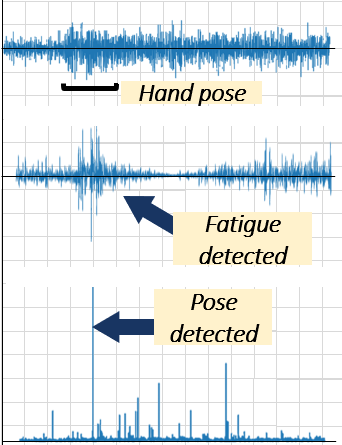 Hand pose
Fatigue
detected
Pose
detected